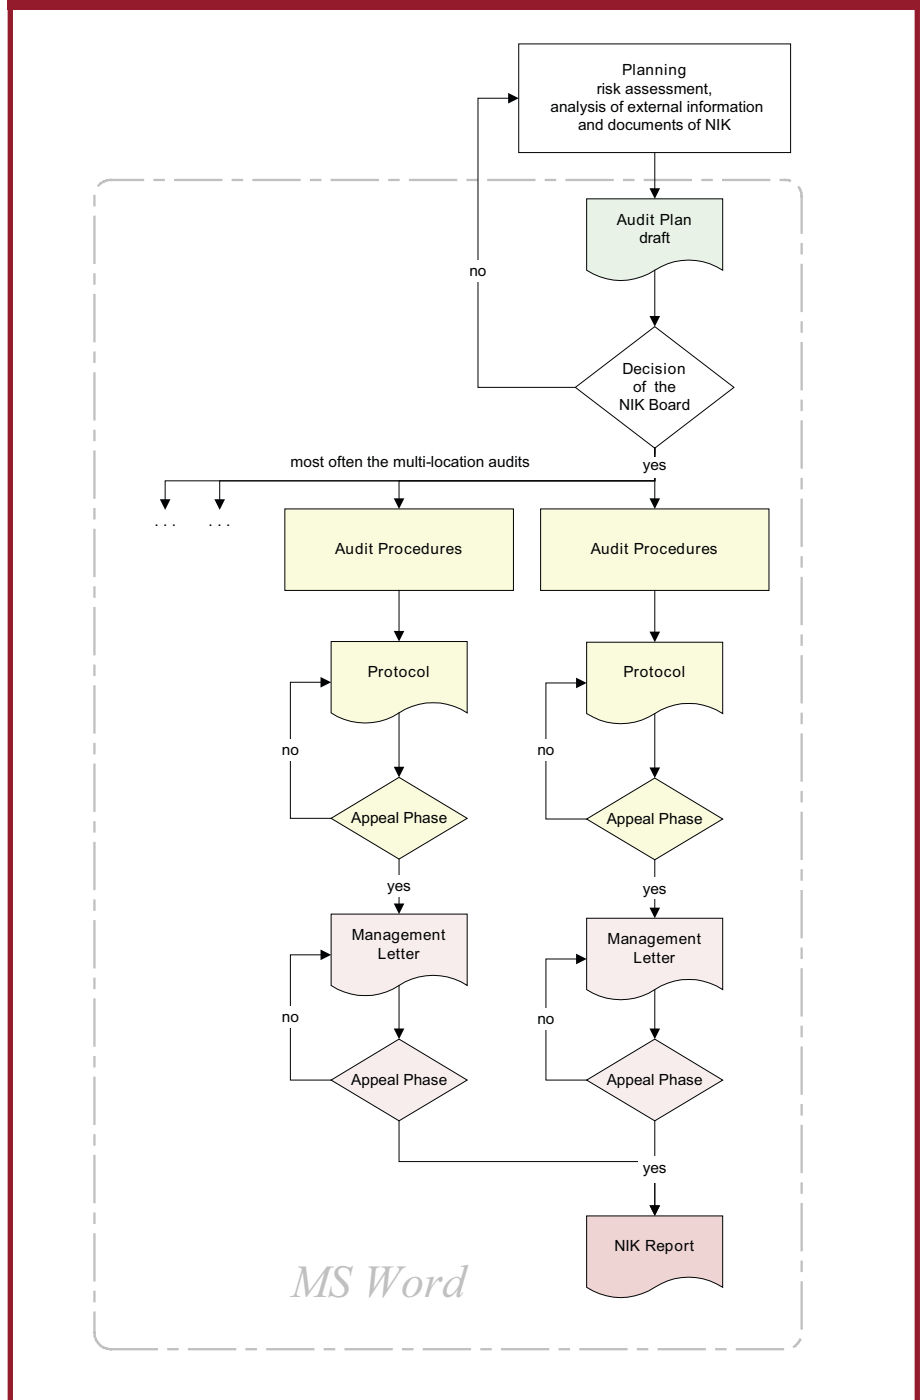 Planning
risk assessment,
analysis of external information
and documents of NIK
Audit Plan
draft
no
Decision
of the
NIK Board
most often the multi-location audits
yes
. . .
. . .
Audit Procedures
Audit Procedures
Protocol
Protocol
no
no
Appeal Phase
Appeal Phase
yes
yes
Management
Letter
Management
Letter
no
no
Appeal Phase
Appeal Phase
yes
NIK Report
MS Word